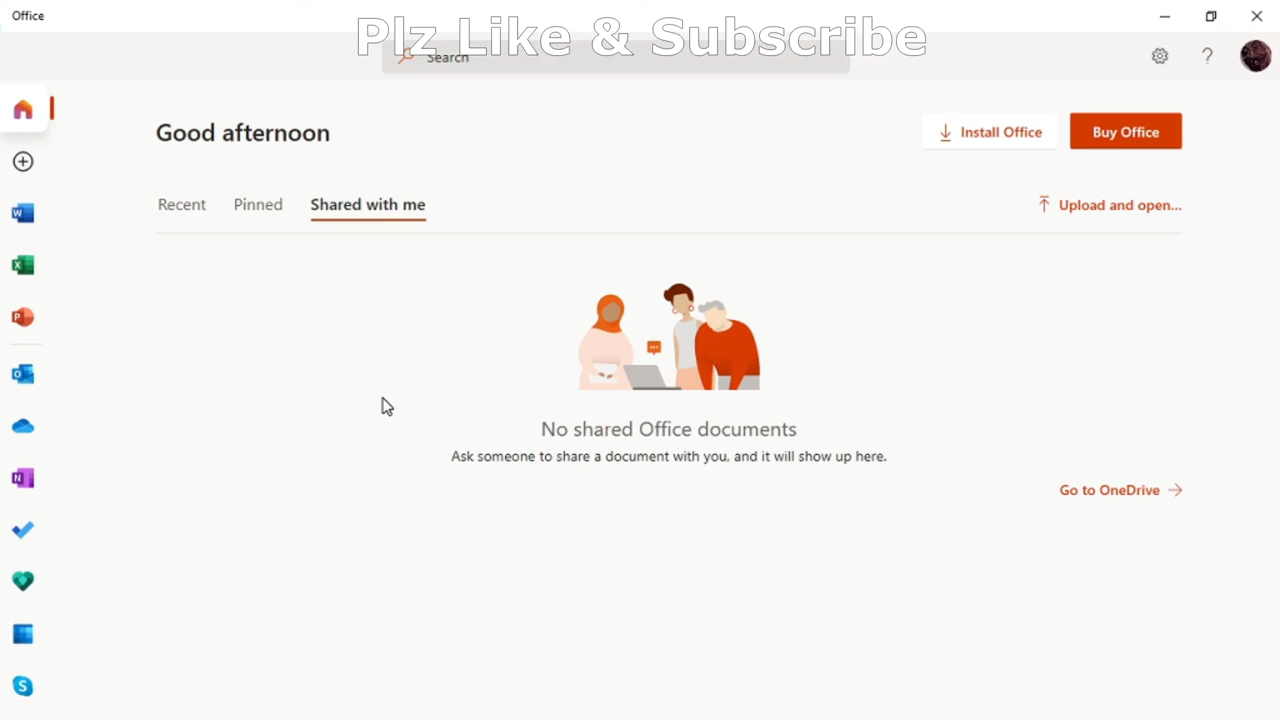 Office
Plz Like & Subscribe
Search
Good afternoon
Install Office
Buy Office
Recent
Pinned
Shared with me
Upload and open...
No shared Office documents
Ask someone to share a document with you, and it will show up here.
Go to OneDrive